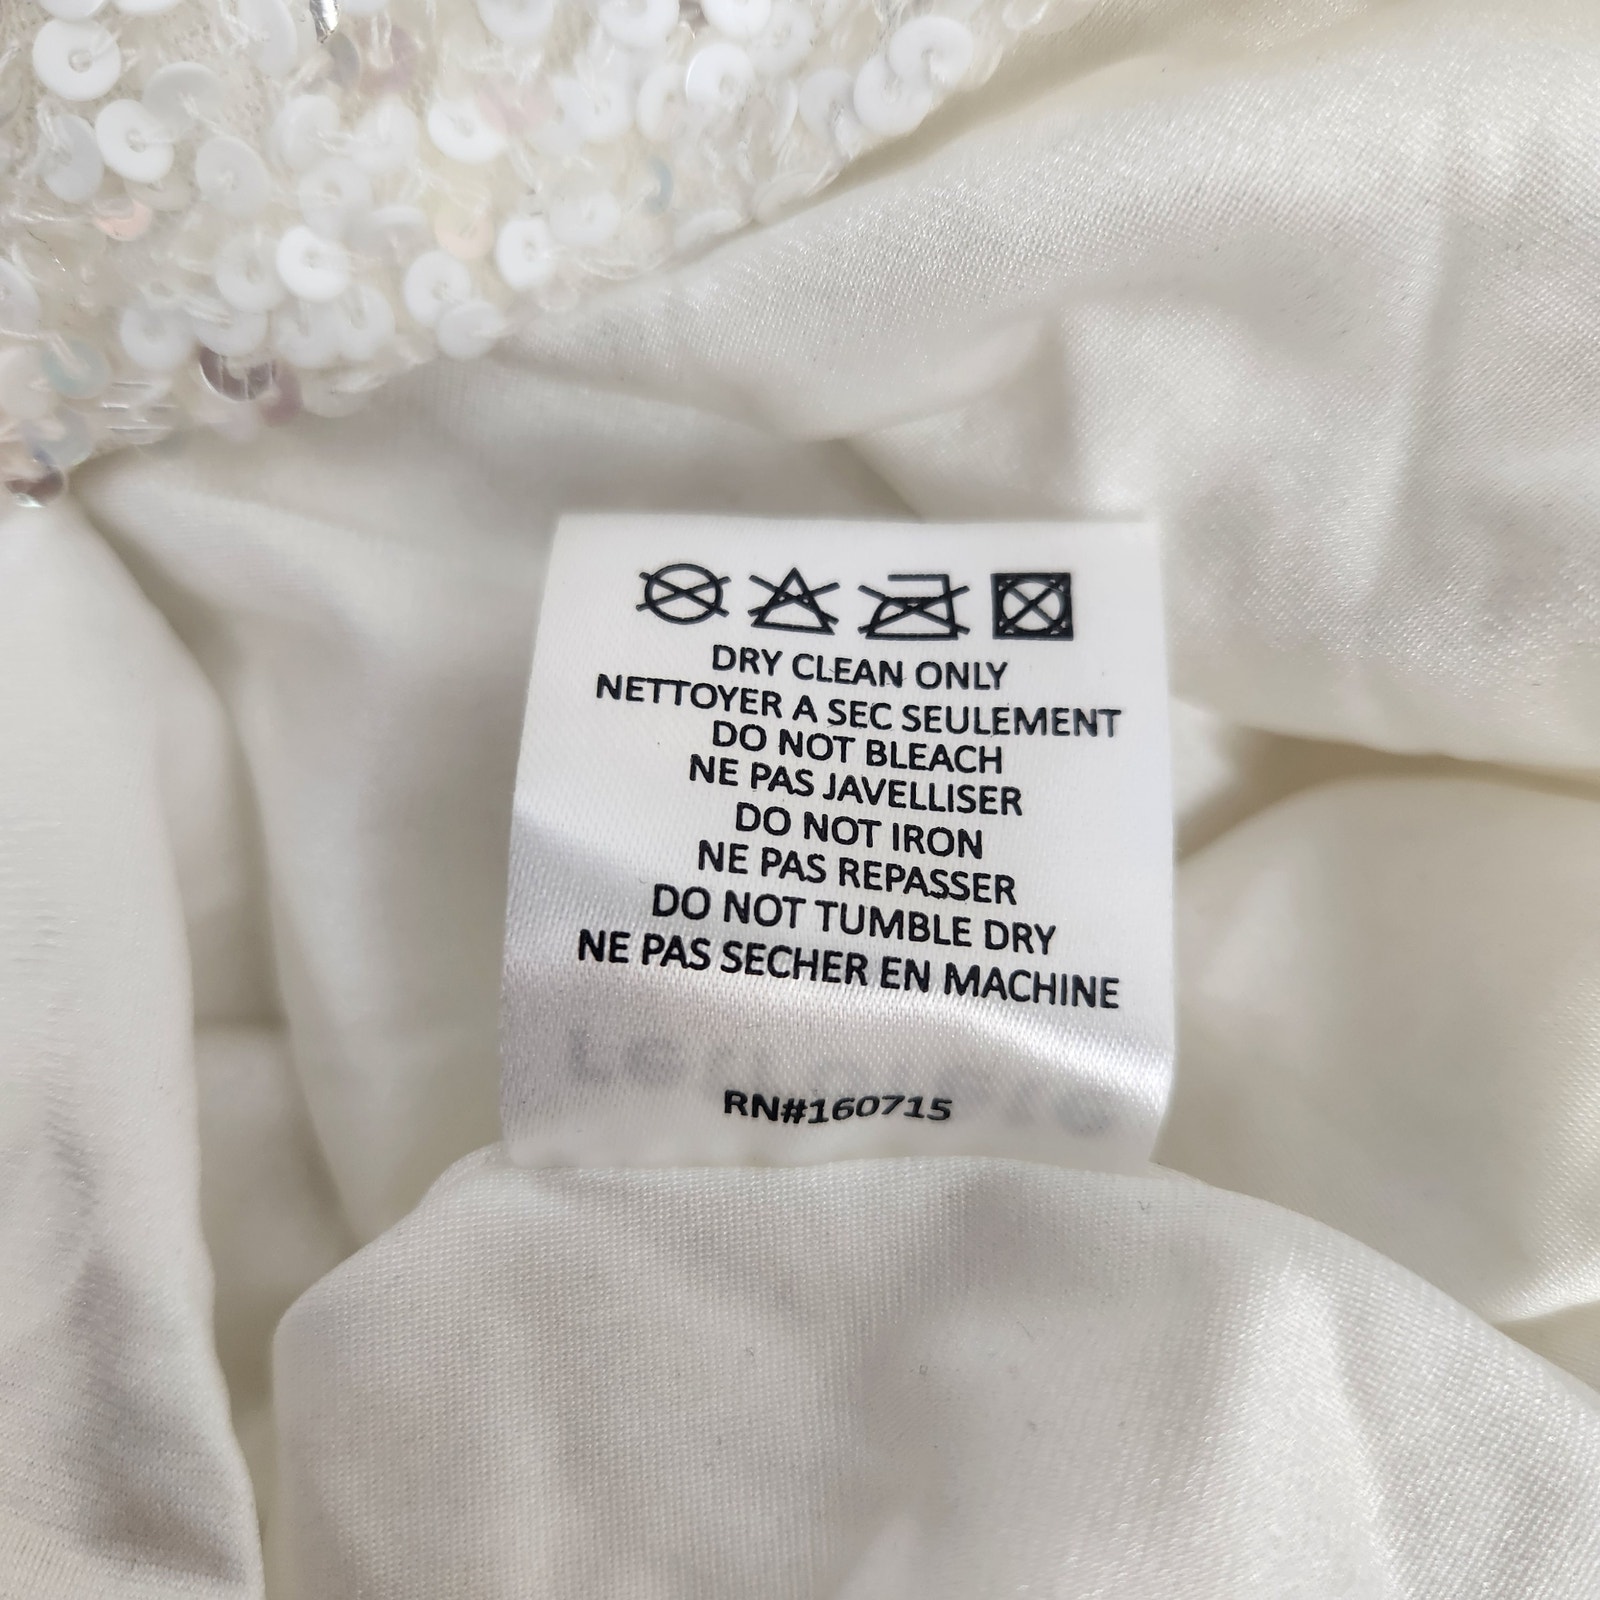 DRY CLEAN ONLY
NETTOYER A SEC SEULEMENT
DO NOT BLEACH
NE PAS JAVELLISER
DO NOT IRON
NE PAS REPASSER
DO NOT TUMBLE DRY
NE PAS SECHER EN MACHINE
RN#160715